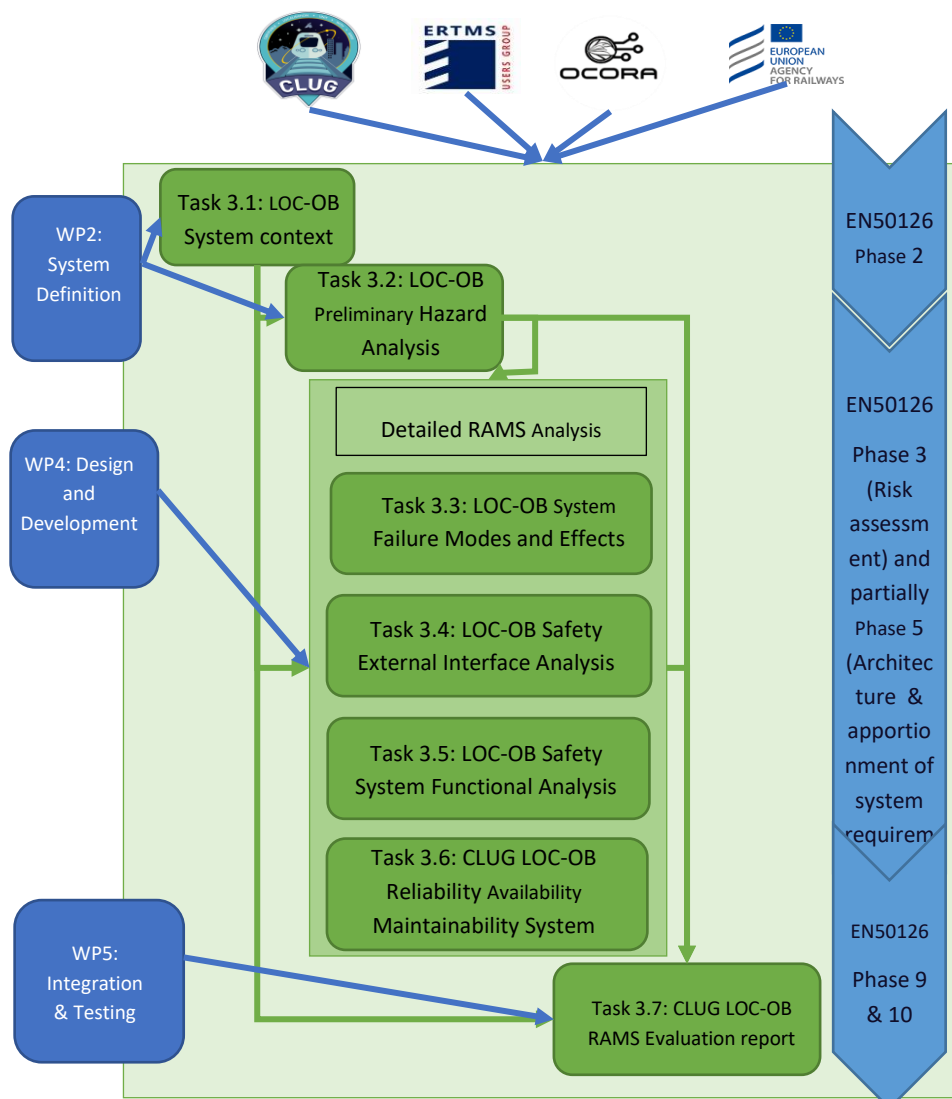 CLUG
ERTMS
USERS GROUP
OCORA
EUROPEAN
UNION
AGENCY
FOR RAILWAYS
WP2:
System
Definition
Task 3.1: LOC-OB
System context
EN50126
Phase 2
Task 3.2: LOC-OB
Preliminary Hazard
Analysis
Detailed RAMS Analysis
WP4: Design
and
Development
Task 3.3: LOC-OB System
Failure Modes and Effects
Task 3.4: LOC-OB Safety
External Interface Analysis
Task 3.5: LOC-OB Safety
System Functional Analysis
Task 3.6: CLUG LOC-OB
Reliability Availability
Maintainability System
EN50126
Phase 3
(Risk
assessm
ent) and
partially
Phase 5
(Architec
ture &
apportio
nment of
system
requirem
WP5:
Integration
& Testing
Task 3.7: CLUG LOC-OB
RAMS Evaluation report
EN50126
Phase 9
& 10